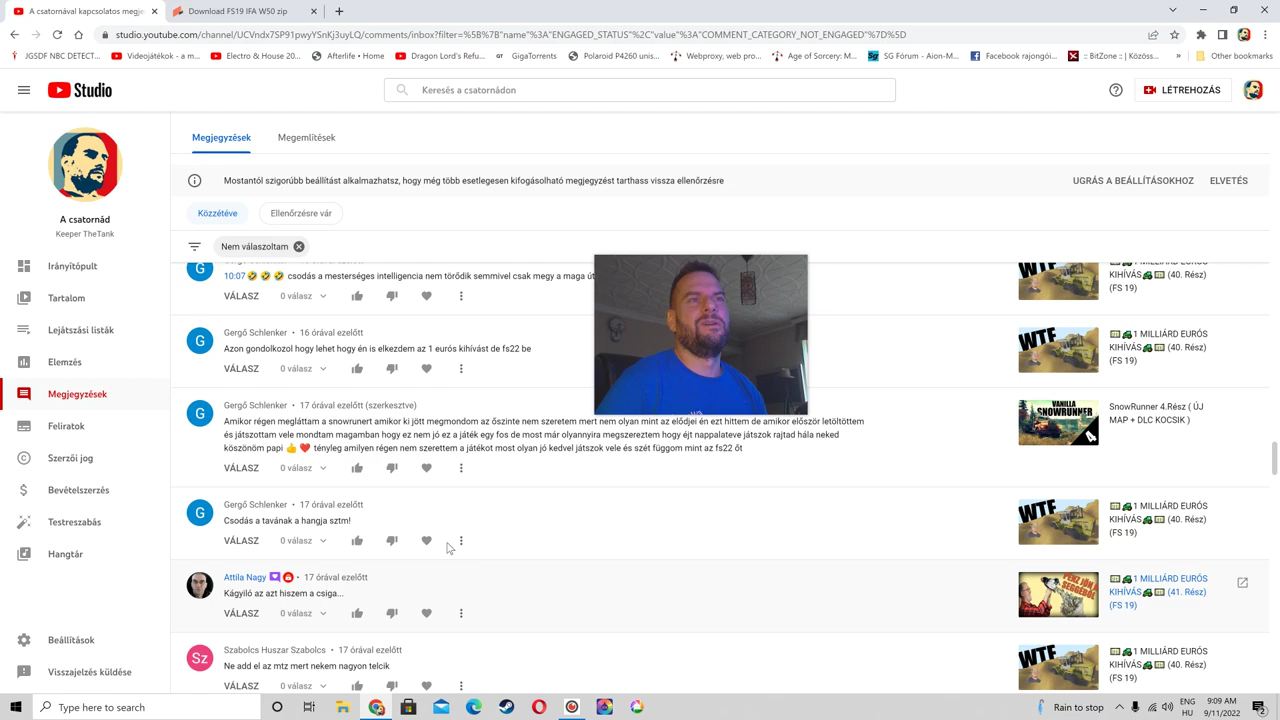 A csatornával kapcsolatos megje
Download FS19 IFA W50 zip
studio.youtube.com/channel/UCVndx7SP91pwyYSnKj3uyLQ/comments/inbox?filter=%5B%7B"name"%3A"ENGAGED_STATUS"%2C"value"%3A"COMMENT_CATEGORY_NOT_ENGAGED"%7D%5D
JGSDF NBC DETECT...
Videojátékok - a m...
Electro & House 20...
Afterlife • Home
Dragon Lord's Refu...
GT GigaTorrents
Polaroid P4260 unis...
Webproxy, web pro...
Age of Sorcery: M...
SG Fórum - Aion-M...
Facebook rajongói...
:: BitZone :: | Közöss...
»
Other bookmarks
Studio
Keresés a csatornádon
LÉTREHOZÁS
A csatornád
Keeper TheTank
Irányítópult
Tartalom
Lejátszási listák
Elemzés
Megjegyzések
Feliratok
Szerzői jog
Bevételszerzés
Testreszabás
Hangtár
Beállítások
Visszajelzés küldése
Megjegyzések
Megemlítések
Mostantól szigorúbb beállítást alkalmazhatsz, hogy még több esetlegesen kifogásolható megjegyzést tarthass vissza ellenőrzésre
UGRÁS A BEÁLLÍTÁSOKHOZ
ELVETÉS
Közzétéve
Ellenőrzésre vár
Nem válaszoltam
G
10:07 🤣 🤣 🤣 csodás a mesterséges intelligencia nem törődik semmivel csak megy a maga út
VÁLASZ 0 válasz
KIHÍVÁS 🚜 💷 (40. Rész)
(FS 19)
G
Gergő Schlenker • 16 órával ezelőtt
Azon gondolkozol hogy lehet hogy én is elkezdem az 1 eurós kihívást de fs22 be
VÁLASZ 0 válasz
WTF
💷 🚜 1 MILLIÁRD EURÓS
KIHÍVÁS 🚜 💷 (40. Rész)
(FS 19)
G
Gergő Schlenker • 17 órával ezelőtt (szerkesztve)
Amikor régen megláttam a snowrunert amikor ki jött megmondom az őszinte nem szeretem mert nem olyan mint az elődjei én ezt hittem de amikor először letöltöttem
és játszottam vele mondtam magamban hogy ez nem jó ez a játék egy fos de most már olyannyira megszereztem hogy éjt nappalateve játszok rajtad hála neked
köszönöm papi 👍 ❤️ tényleg amilyen régen nem szerettem a játékot most olyan jó kedvel játszok vele és szét függom mint az fs22 őt
VÁLASZ 0 válasz
VANILLA
SNOWRUNNER
4
SnowRunner 4.Rész ( ÚJ
MAP + DLC KOCSIK )
G
Gergő Schlenker • 17 órával ezelőtt
Csodás a tavának a hangja sztm!
VÁLASZ 0 válasz
WTF
💷 🚜 1 MILLIÁRD EURÓS
KIHÍVÁS 🚜 💷 (40. Rész)
(FS 19)
Attila Nagy • 17 órával ezelőtt
Kágyiló az azt hiszem a csiga...
VÁLASZ 0 válasz
💷 🚜 1 MILLIÁRD EURÓS
KIHÍVÁS 🚜 💷 (41. Rész)
(FS 19)
Sz
Szabolcs Huszar Szabolcs • 17 órával ezelőtt
Ne add el az mtz mert nekem nagyon telcik
VÁLASZ 0 válasz
WTF
💷 🚜 1 MILLIÁRD EURÓS
KIHÍVÁS 🚜 💷 (40. Rész)
(FS 19)
Type here to search
Rain to stop
ENG
HU
9:09 AM
9/11/2022